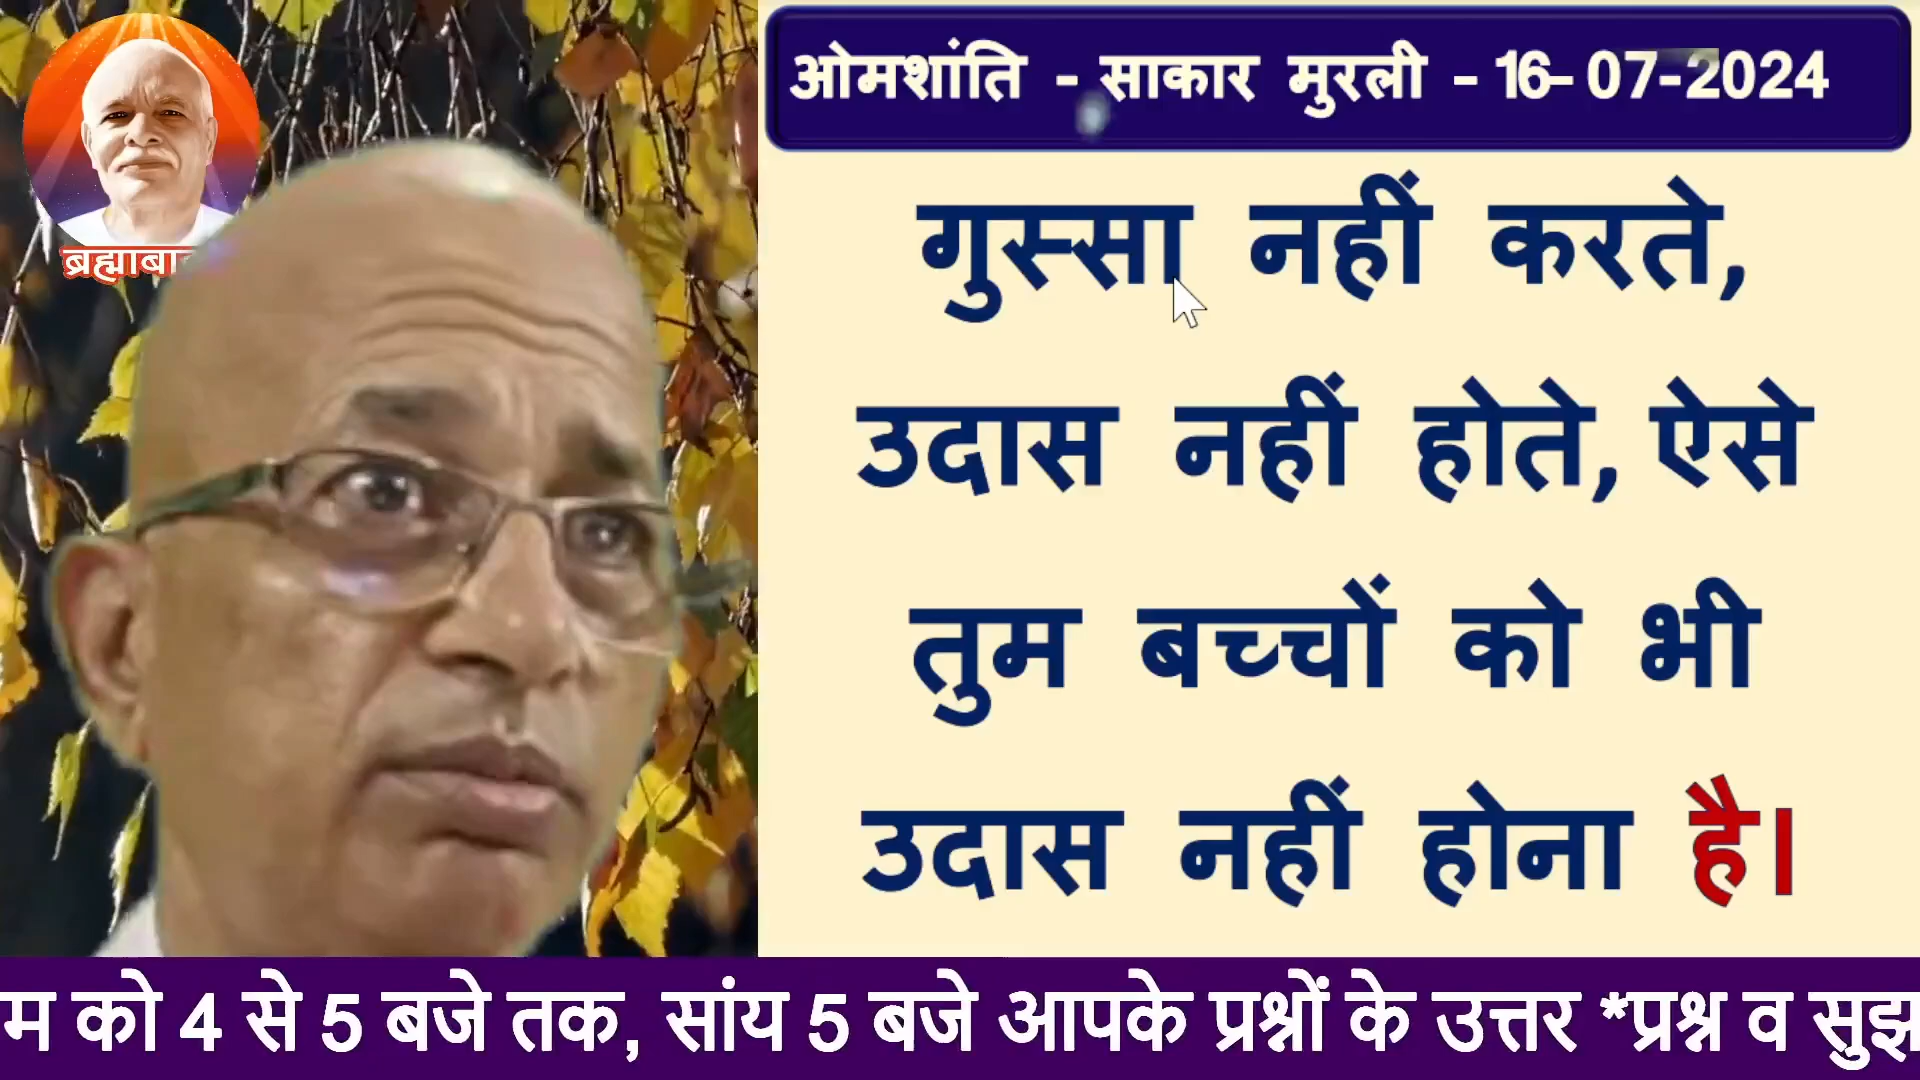 ओमशांति - साकार मुरली - 16- 07-2024
गुस्सा नहीं करते,
उदास नहीं होते, ऐसे
तुम बच्चों को भी
उदास नहीं होना है।
को 4 से 5 बजे तक, सांय 5 बजे आपके प्रश्नों के उत्तर *प्रश्न व